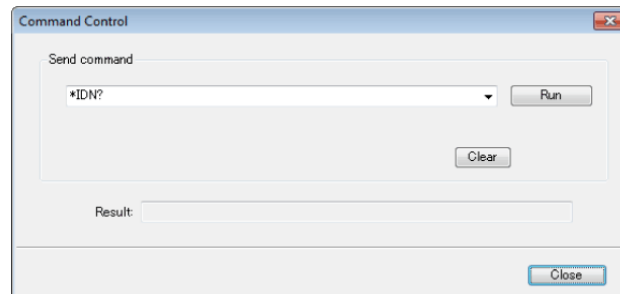 Command Control
Send command
*IDN?
Run
Clear
Result:
Close